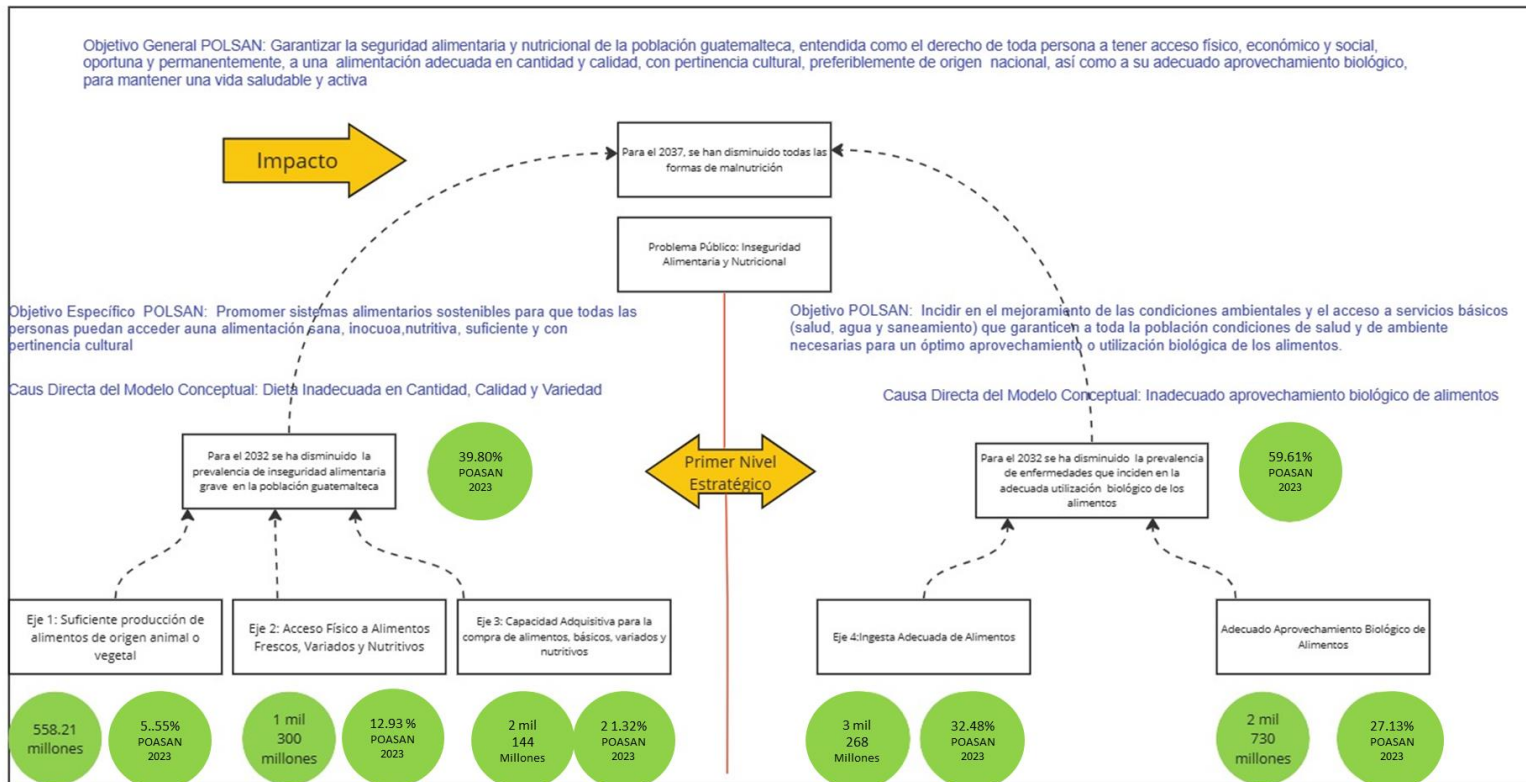 Objetivo General POLSAN: Garantizar la seguridad alimentaria y nutricional de la población guatemalteca, entendida como el derecho de toda persona a tener acceso físico, económico y social,
oportuna y permanentemente, a una alimentación adecuada en cantidad y calidad, con pertinencia cultural, preferiblemente de origen nacional, así como a su adecuado aprovechamiento biológico,
para mantener una vida saludable y activa
Impacto
Para el 2037, se han disminuido todas las
formas de malnutrición
Problema Público: Inseguridad
Alimentaria y Nutricional
Objetivo Específico POLSAN: Promomer sistemas alimentarios sostenibles para que todas las
personas puedan acceder auna alimentación sana, inocuoa,nutritiva, suficiente y con
pertinencia cultural
Objetivo POLSAN: Incidir en el mejoramiento de las condiciones ambientales y el acceso a servicios básicos
(salud, agua y saneamiento) que garanticen a toda la población condiciones de salud y de ambiente
necesarias para un óptimo aprovechamiento o utilización biológica de los alimentos.
Caus Directa del Modelo Conceptual: Dieta Inadecuada en Cantidad, Calidad y Variedad
Causa Directa del Modelo Conceptual: Inadecuado aprovechamiento biológico de alimentos
Para el 2032 se ha disminuido la
prevalencia de inseguridad alimentaria
grave en la población guatemalteca
39.80%
POASAN
2023
Primer Nivel
Estratégico
Para el 2032 se ha disminuido la prevalencia
de enfermedades que inciden en la
adecuada utilización biológico de los
alimentos
59.61%
POASAN
2023
Eje 1: Suficiente producción de
alimentos de origen animal o
vegetal
Eje 2: Acceso Físico a Alimentos
Frescos, Variados y Nutritivos
Eje 3: Capacidad Adquisitiva para la
compra de alimentos, básicos, variados y
nutritivos
Eje 4:Ingesta Adecuada de Alimentos
Adecuado Aprovechamiento Biológico de
Alimentos
558.21
millones
5..55%
POASAN
2023
1 mil
300
millones
12.93 %
POASAN
2023
2 mil
144
Millones
2 1.32%
POASAN
2023
3 mil
268
Millones
32.48%
POASAN
2023
2 mil
730
millones
27.13%
POASAN
2023